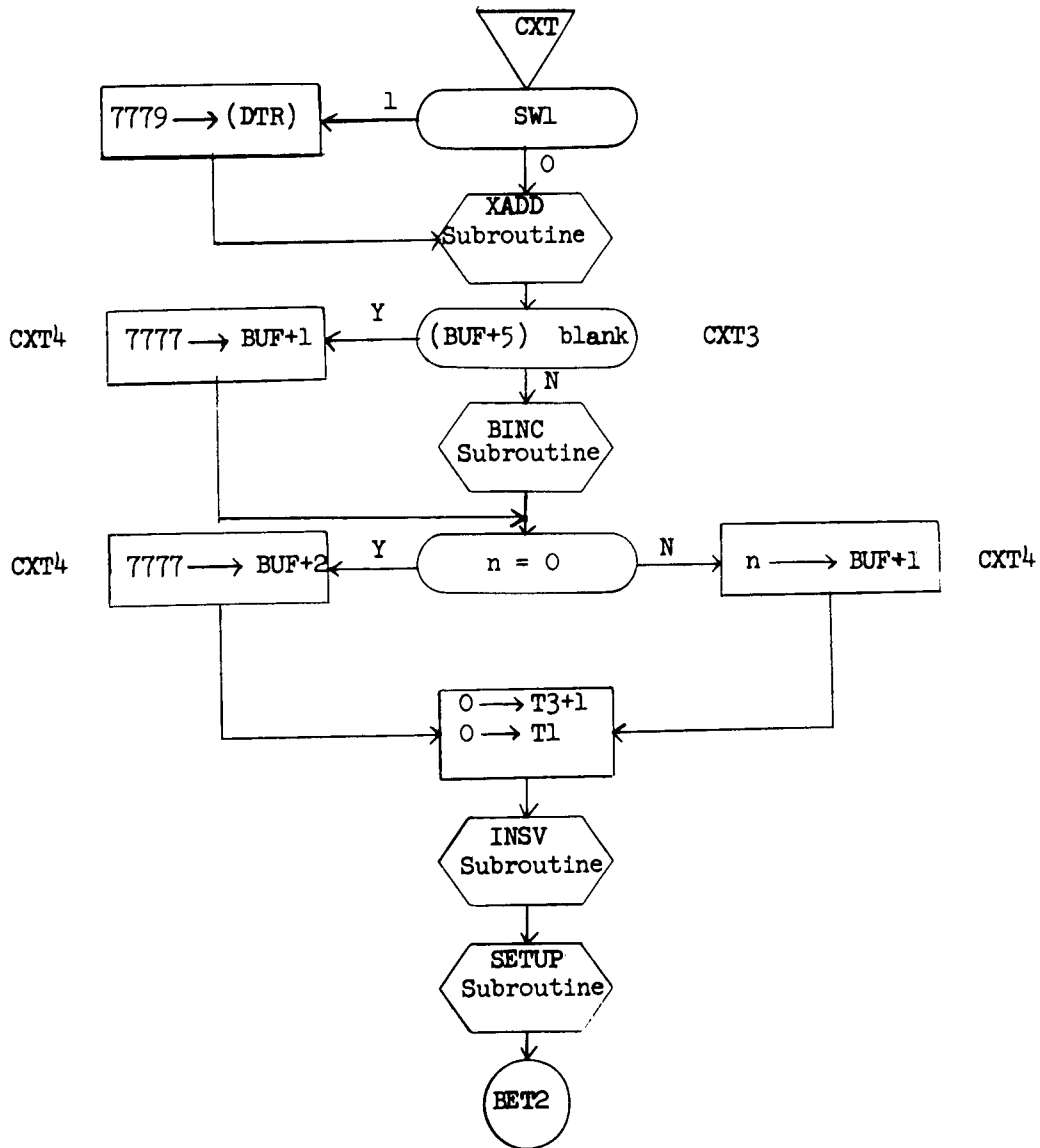 CXT
1
7779 → (DTR)
SW1
0
XADD
Subroutine
Y
CXT4
7777 → BUF+1
(BUF+5) blank
CXT3
N
BINC
Subroutine
CXT4
7777 → BUF+2
Y
n = 0
N
n → BUF+1
CXT4
0 → T3+1
0 → T1
INSV
Subroutine
SETUP
Subroutine
BET2